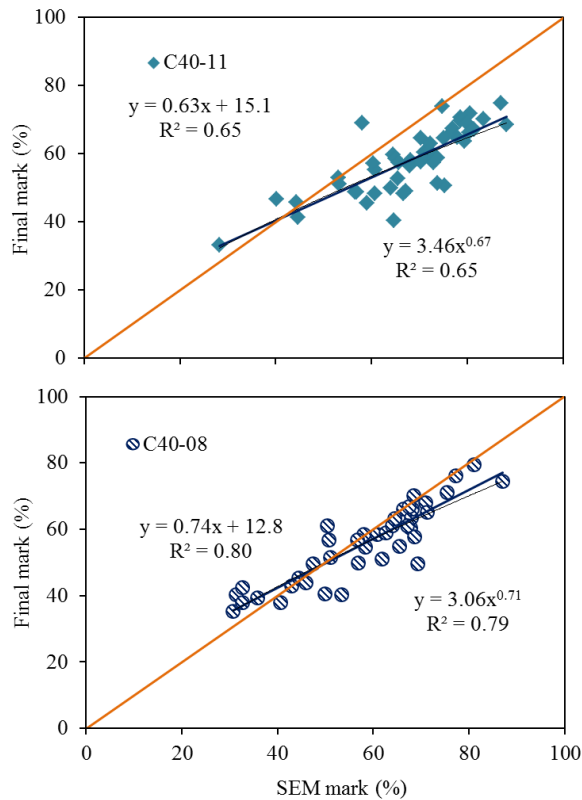 100
C40-11
80
y = 0.63x + 15.1
R² = 0.65
60
Final mark (%)
40
y = 3.46x^0.67
R² = 0.65
20
0
100
C40-08
80
y = 0.74x + 12.8
R² = 0.80
60
Final mark (%)
40
y = 3.06x^0.71
R² = 0.79
20
0
0 20 40 60 80 100
SEM mark (%)